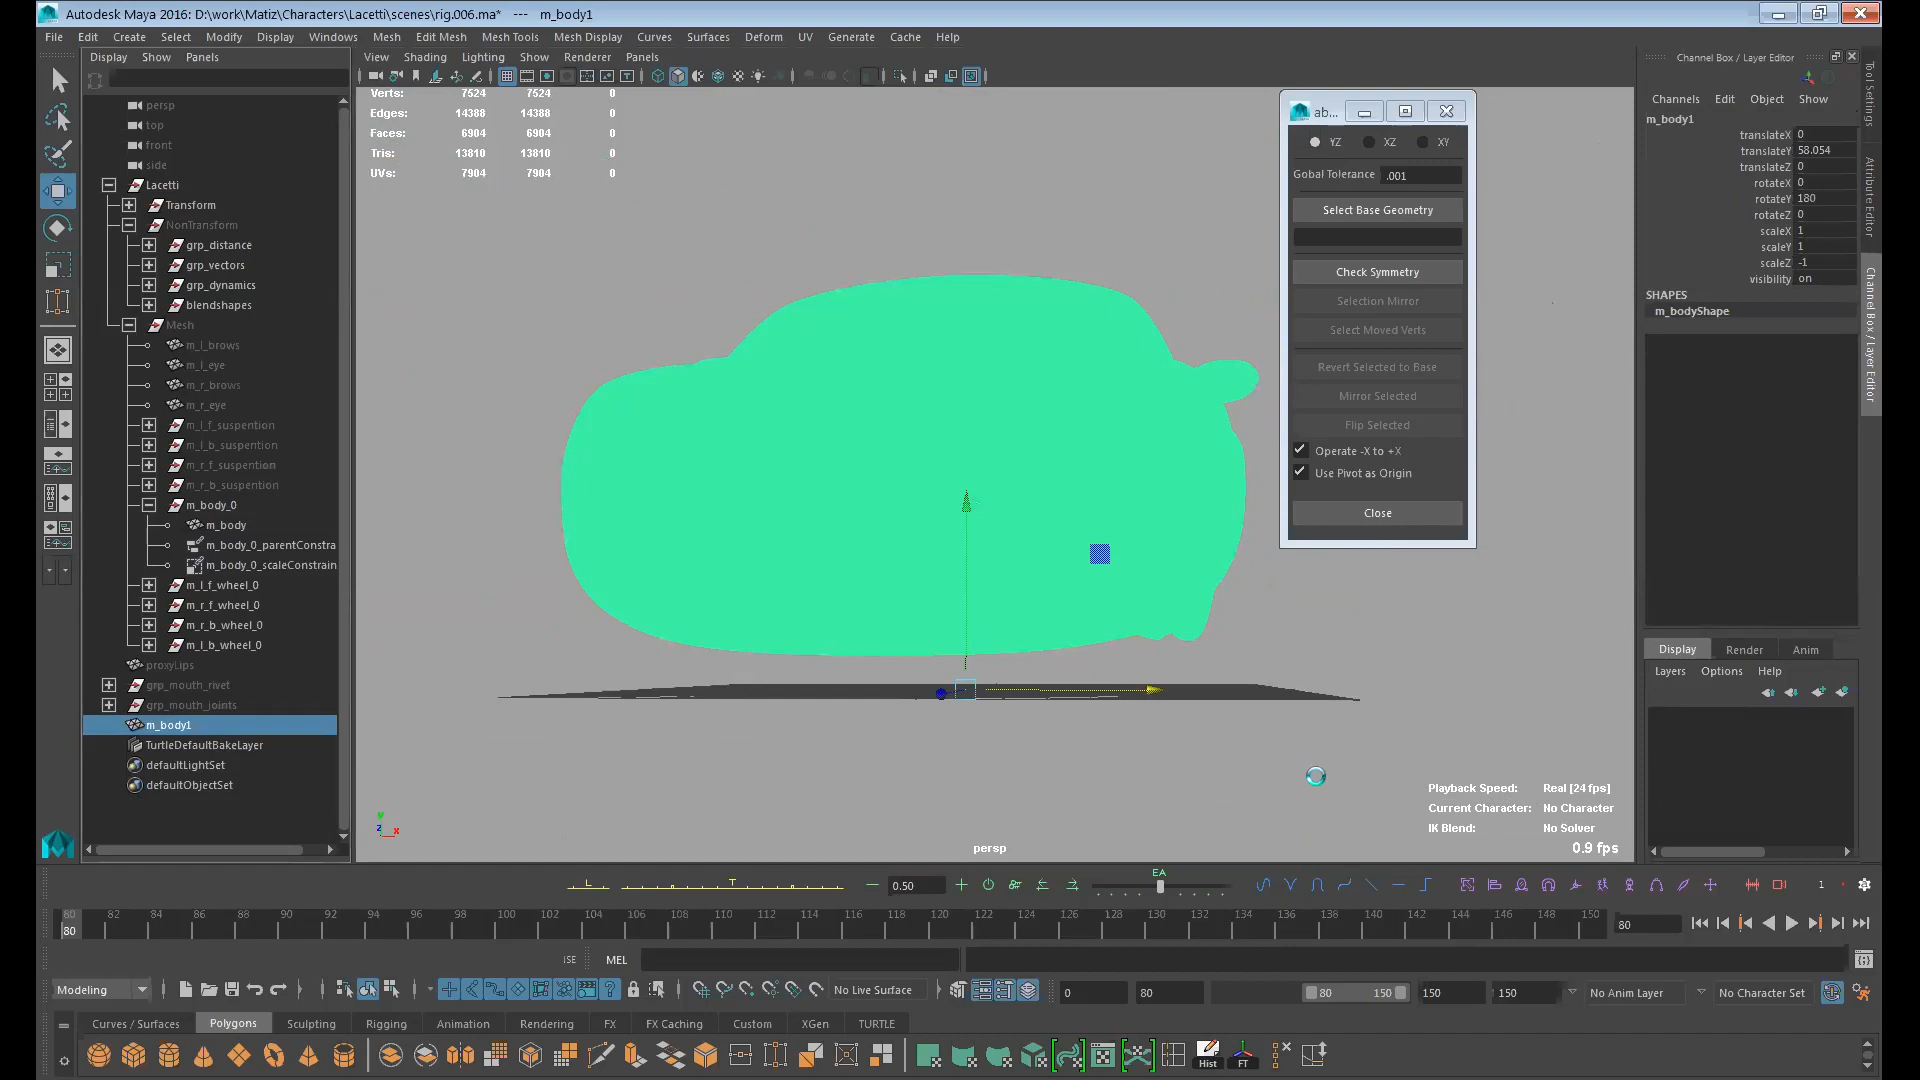 Autodesk Maya 2016: D:\work\Matiz\Characters\Lacetti\scenes\rig.006.ma* --- m_body1
File Edit Create Select Modify Display Windows Mesh Edit Mesh Mesh Tools Mesh Display Curves Surfaces Deform UV Generate Cache Help
Display Show Panels
View Shading Lighting Show Renderer Panels
Verts: 7524 7524 0
Edges: 14388 14388 0
Faces: 6904 6904 0
Tris: 13810 13810 0
UVs: 7904 7904 0
persp
top
front
side
Lacetti
Transform
NonTransform
grp_distance
grp_vectors
grp_dynamics
blendshapes
Mesh
m_l_brows
m_l_eye
m_r_brows
m_r_eye
m_l_f_suspention
m_l_b_suspention
m_r_f_suspention
m_r_b_suspention
m_body_0
m_body
m_body_0_parentConstra
m_body_0_scaleConstrain
m_l_f_wheel_0
m_r_f_wheel_0
m_r_b_wheel_0
m_l_b_wheel_0
proxyLips
grp_mouth_rivet
grp_mouth_joints
m_body1
TurtleDefaultBakeLayer
defaultLightSet
defaultObjectSet
ab...
YZ XZ XY
Gobal Tolerance .001
Select Base Geometry
Check Symmetry
Selection Mirror
Select Moved Verts
Revert Selected to Base
Mirror Selected
Flip Selected
Operate -X to +X
Use Pivot as Origin
Close
y
z x
persp
Playback Speed: Real [24 fps]
Current Character: No Character
IK Blend: No Solver
0.9 fps
Channel Box / Layer Editor
Channels Edit Object Show
m_body1
translateX 0
translateY 58.054
translateZ 0
rotateX 0
rotateY 180
rotateZ 0
scaleX 1
scaleY 1
scaleZ -1
visibility on
SHAPES
m_bodyShape
Display Render Anim
Layers Options Help
Tool Settings
Attribute Editor
Channel Box / Layer Editor
L T 0.50 EA 1
80 82 84 86 88 90 92 94 96 98 100 102 104 106 108 110 112 114 116 118 120 122 124 126 128 130 132 134 136 138 140 142 144 146 148 150
80 80
ISE MEL
Modeling No Live Surface 0 80 80 150 150 150 No Anim Layer No Character Set
Curves / Surfaces Polygons Sculpting Rigging Animation Rendering FX FX Caching Custom XGen TURTLE
Hist FT